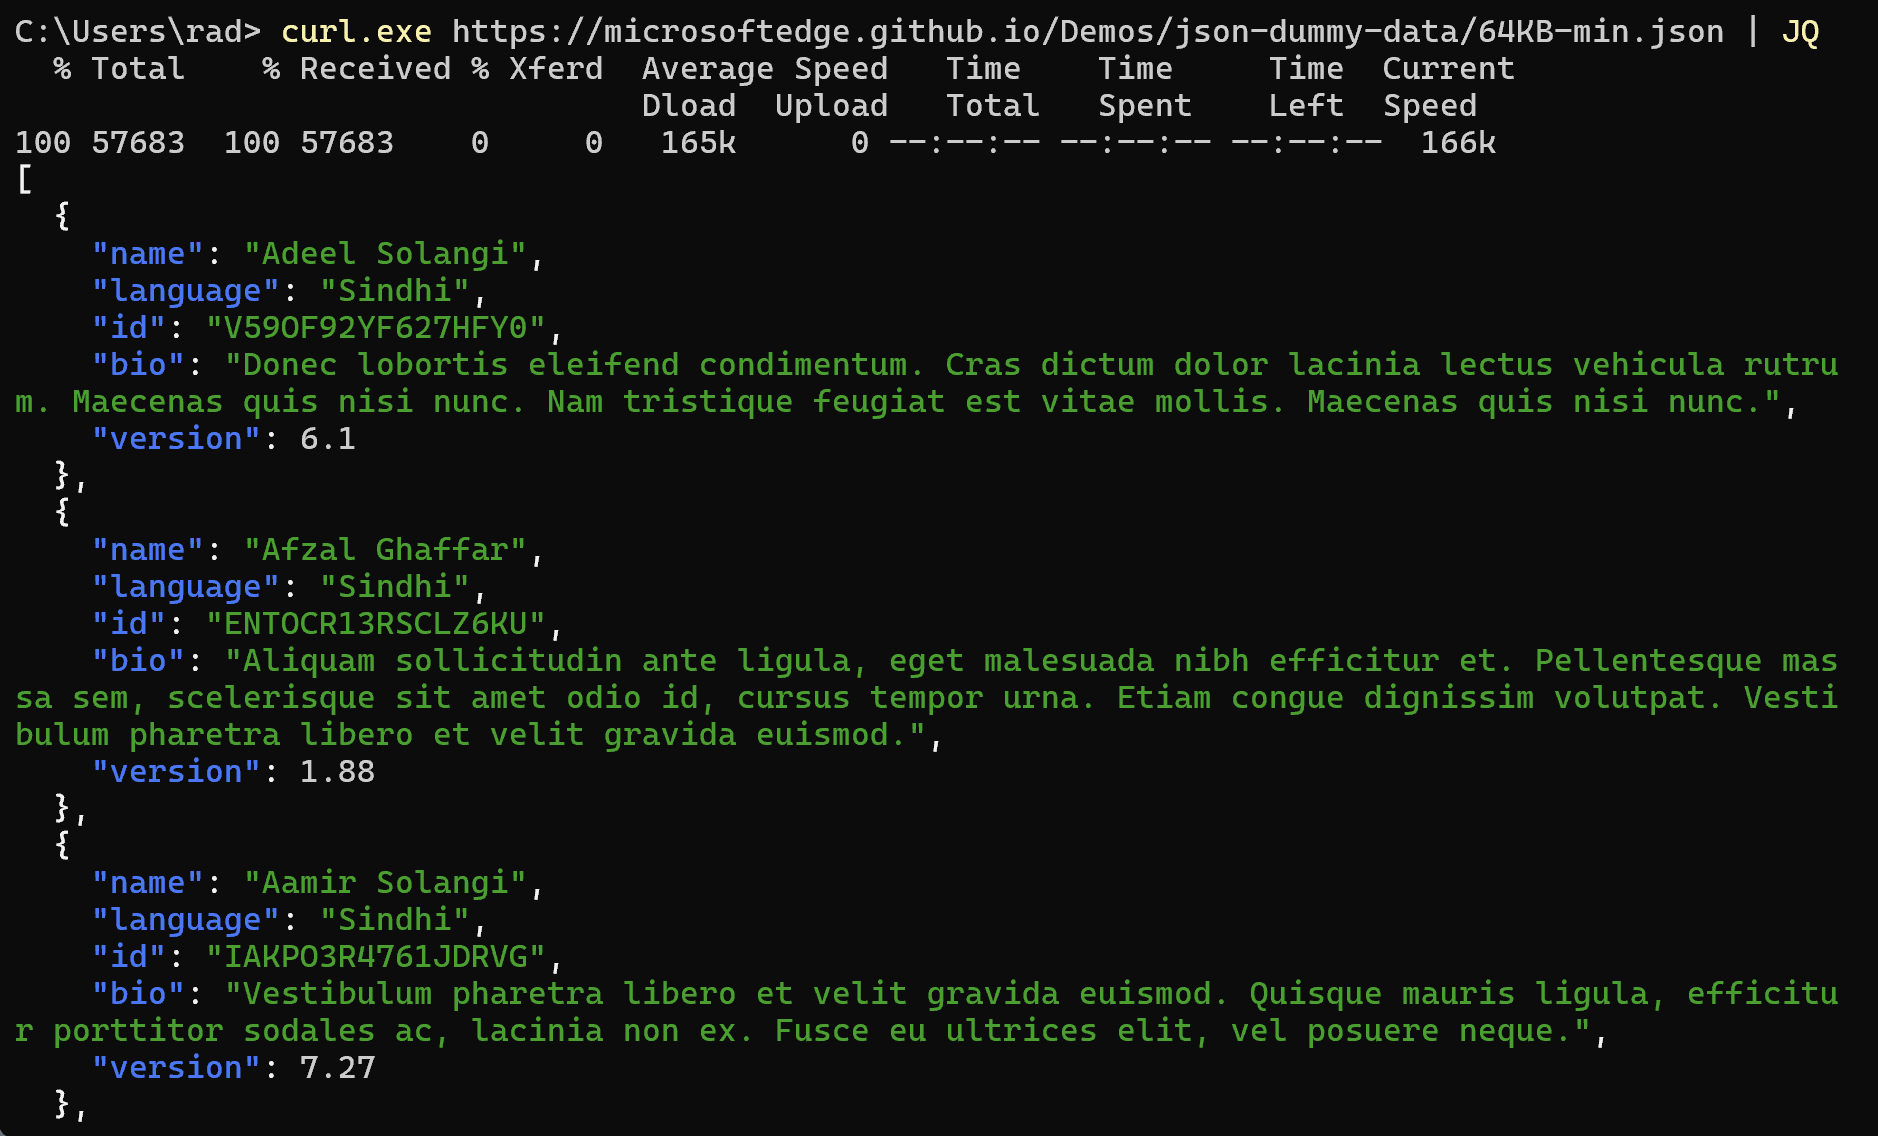 C:\Users\rad> curl.exe https://microsoftedge.github.io/Demos/json-dummy-data/64KB-min.json | JQ
  % Total    % Received % Xferd  Average Speed   Time    Time     Time  Current
                                 Dload  Upload   Total   Spent    Left  Speed
100 57683  100 57683    0     0   165k      0 --:--:-- --:--:-- --:--:--  166k
[
  {
    "name": "Adeel Solangi",
    "language": "Sindhi",
    "id": "V59OF92YF627HFY0",
    "bio": "Donec lobortis eleifend condimentum. Cras dictum dolor lacinia lectus vehicula rutru
m. Maecenas quis nisi nunc. Nam tristique feugiat est vitae mollis. Maecenas quis nisi nunc.",
    "version": 6.1
  },
  {
    "name": "Afzal Ghaffar",
    "language": "Sindhi",
    "id": "ENTOCR13RSCLZ6KU",
    "bio": "Aliquam sollicitudin ante ligula, eget malesuada nibh efficitur et. Pellentesque mas
sa sem, scelerisque sit amet odio id, cursus tempor urna. Etiam congue dignissim volutpat. Vesti
bulum pharetra libero et velit gravida euismod.",
    "version": 1.88
  },
  {
    "name": "Aamir Solangi",
    "language": "Sindhi",
    "id": "IAKPO3R4761JDRVG",
    "bio": "Vestibulum pharetra libero et velit gravida euismod. Quisque mauris ligula, efficitu
r porttitor sodales ac, lacinia non ex. Fusce eu ultrices elit, vel posuere neque.",
    "version": 7.27
  },